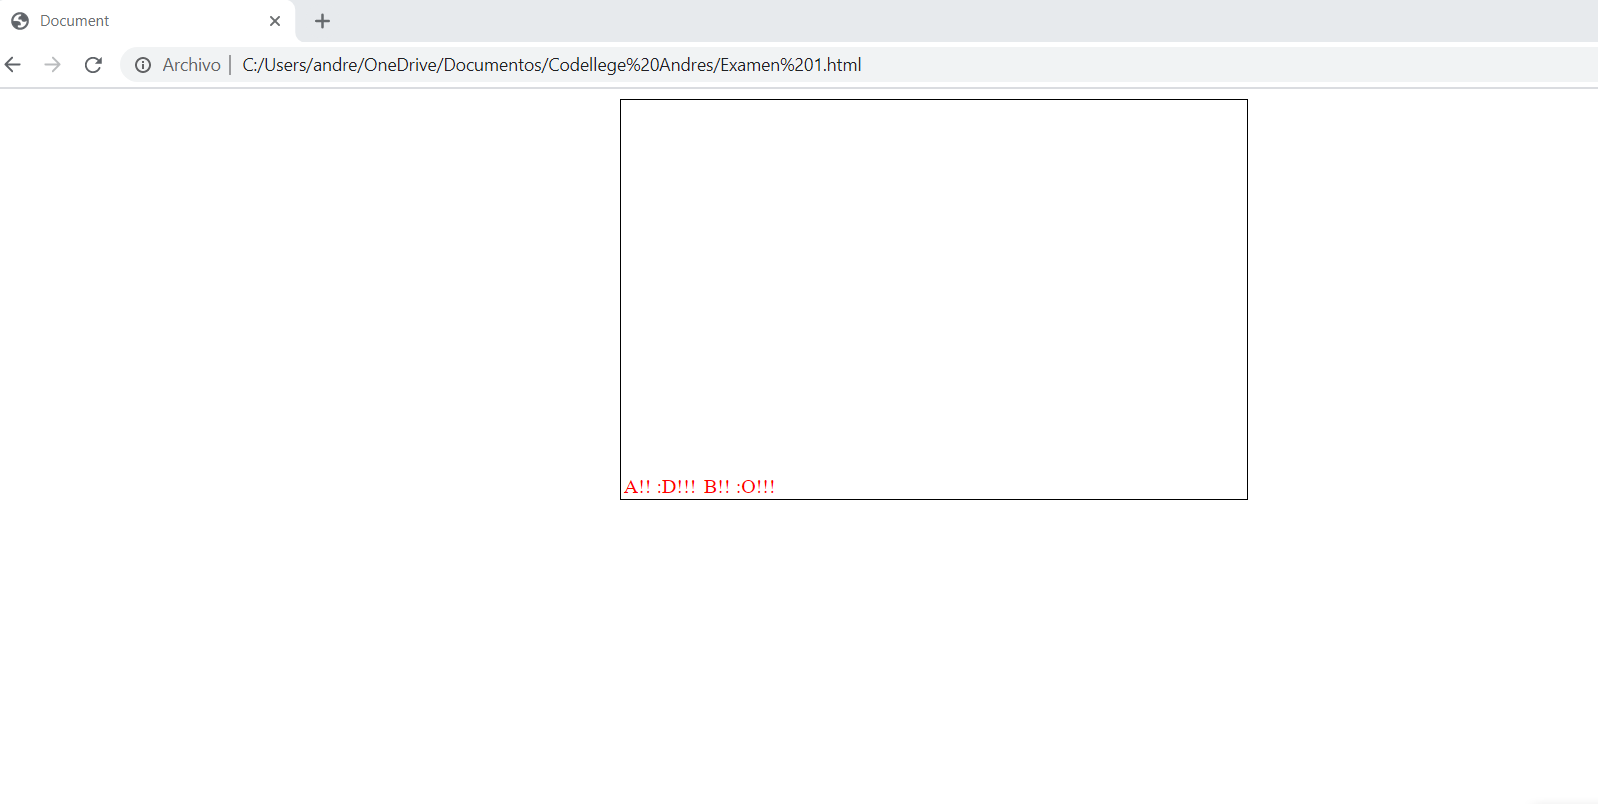 Document
Archivo | C:/Users/andre/OneDrive/Documentos/Codellege%20Andres/Examen%201.html
A!! :D!!! B!! :O!!!